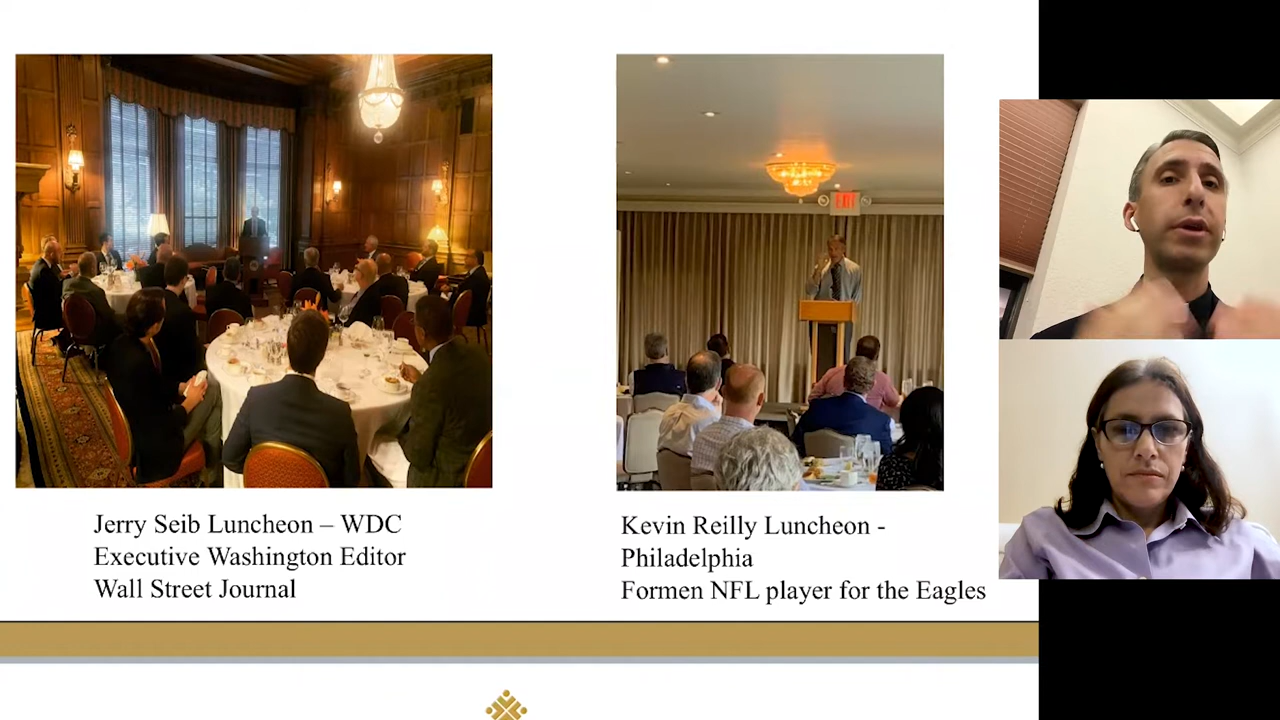 EXIT
Jerry Seib Luncheon – WDC
Executive Washington Editor
Wall Street Journal
Kevin Reilly Luncheon -
Philadelphia
Formen NFL player for the Eagles